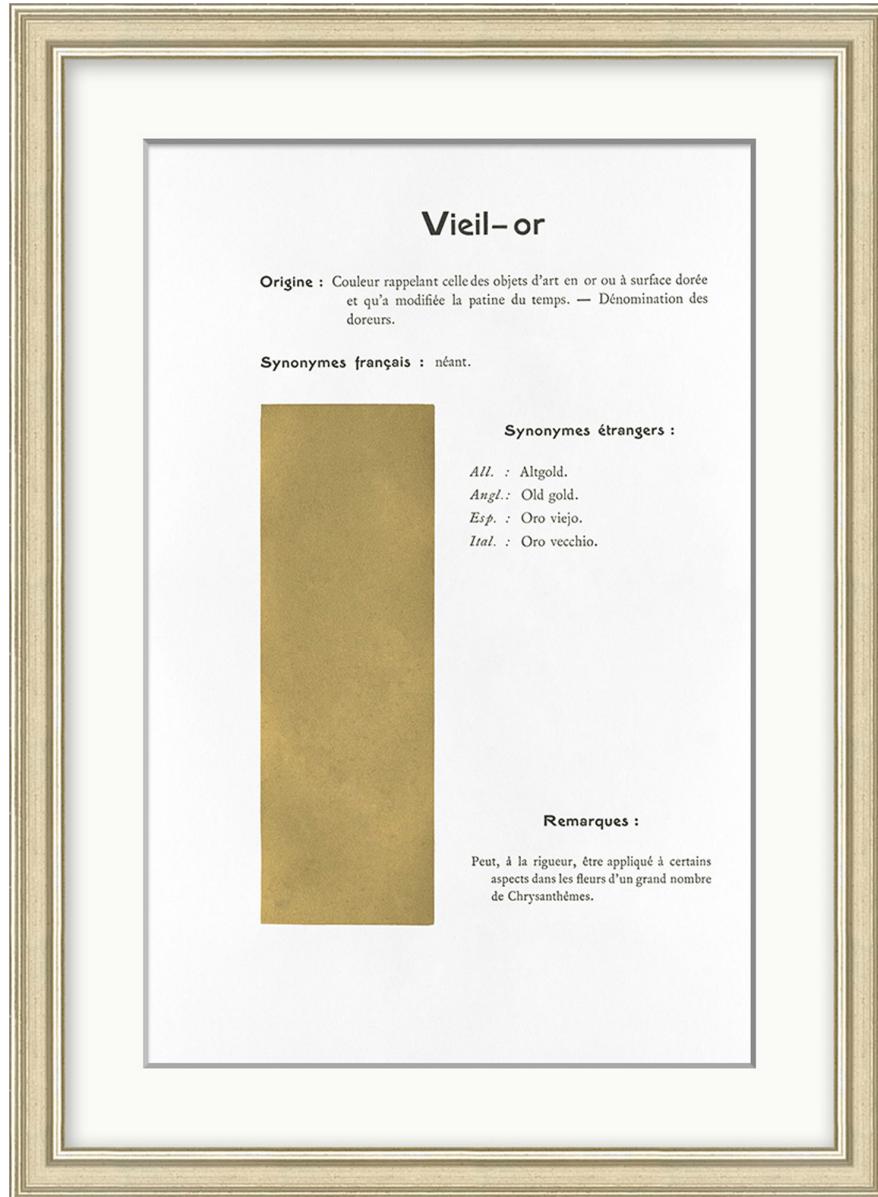 Vieil-or
Origine : Couleur rappelant celle des objets d'art en or ou à surface dorée
et qu'a modifiée la patine du temps. — Dénomination des
doreurs.
Synonymes français : néant.
Synonymes étrangers :
All. : Altgold.
Angl. : Old gold.
Esp. : Oro viejo.
Ital. : Oro vecchio.
Remarques :
Peut, à la rigueur, être appliqué à certains
aspects dans les fleurs d'un grand nombre
de Chrysanthêmes.